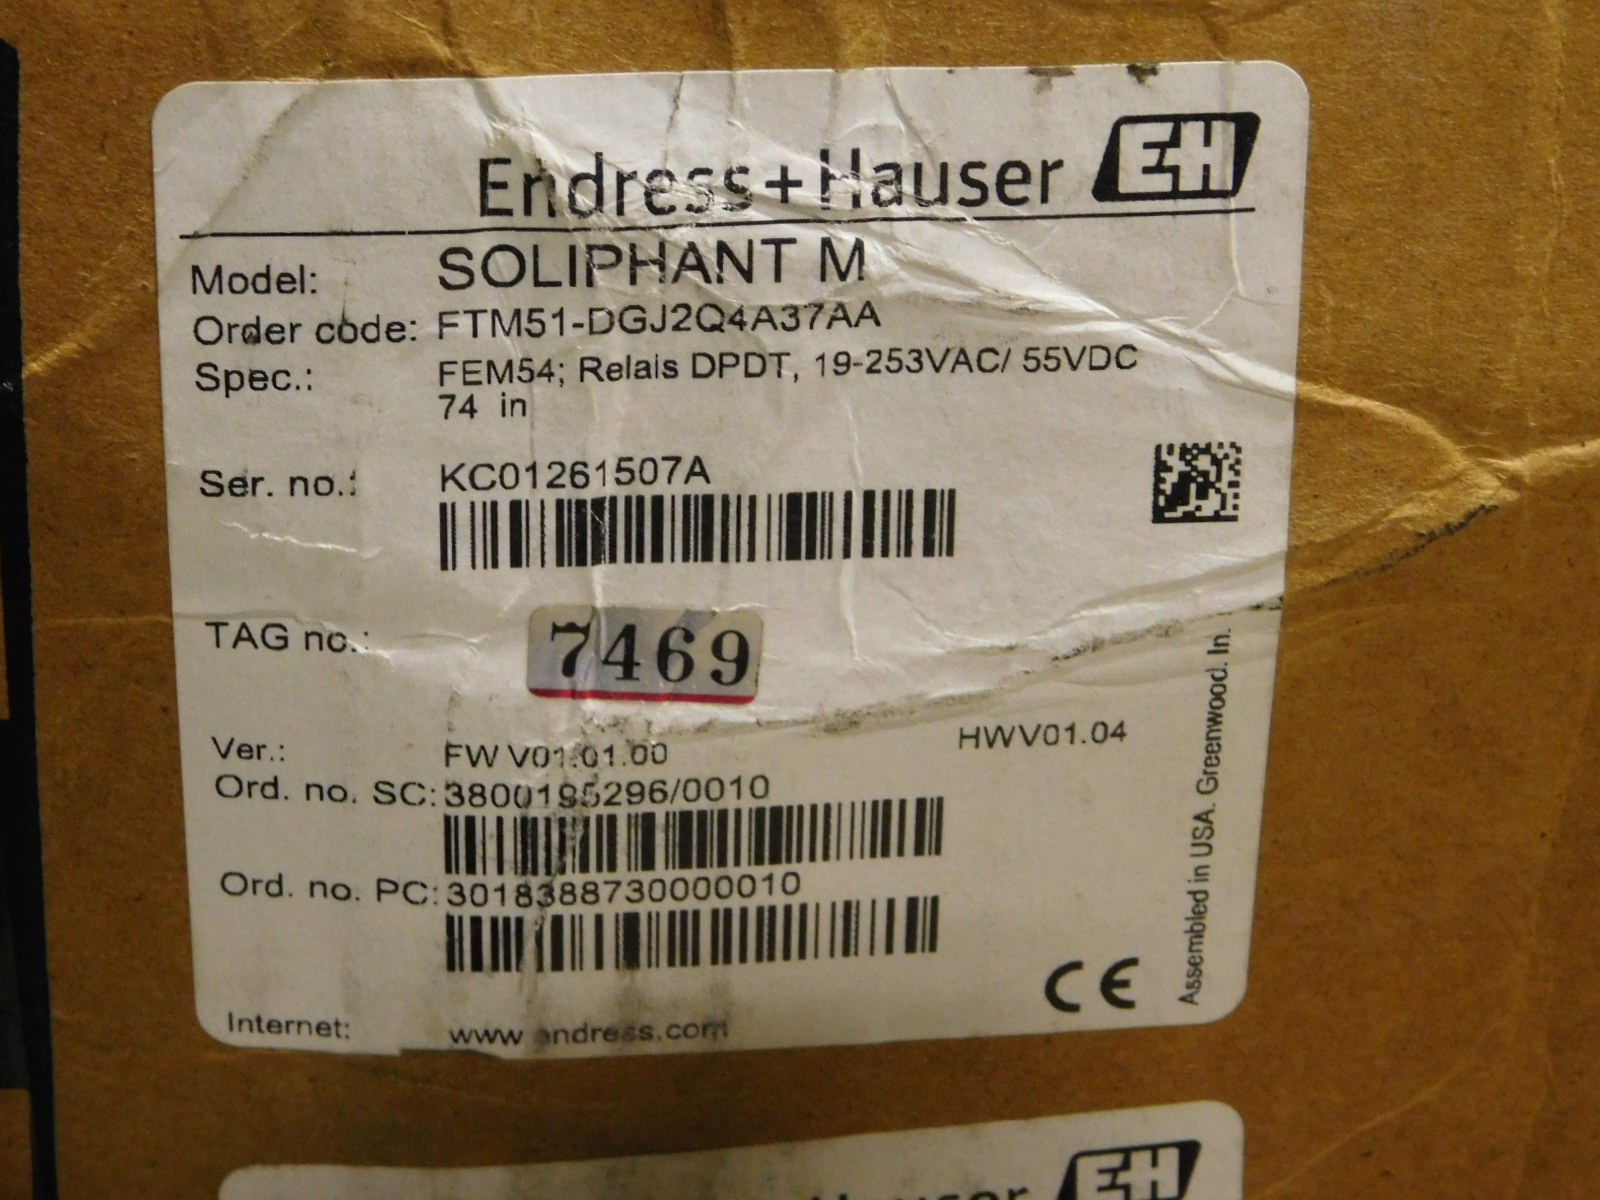 Endress+Hauser EH
Model: SOLIPHANT M
Order code: FTM51-DGJ2Q4A37AA
Spec.: FEM54; Relais DPDT, 19-253VAC/ 55VDC
74 in
Ser. no.: KC01261507A
TAG no.: 7469
Ver.: FW V01.01.00 HWV01.04
Ord. no. SC: 3800195296/0010
Ord. no. PC: 3018388730000010
CE
Assembled in USA. Greenwood. In.
Internet: www.endress.com
Hauser EH